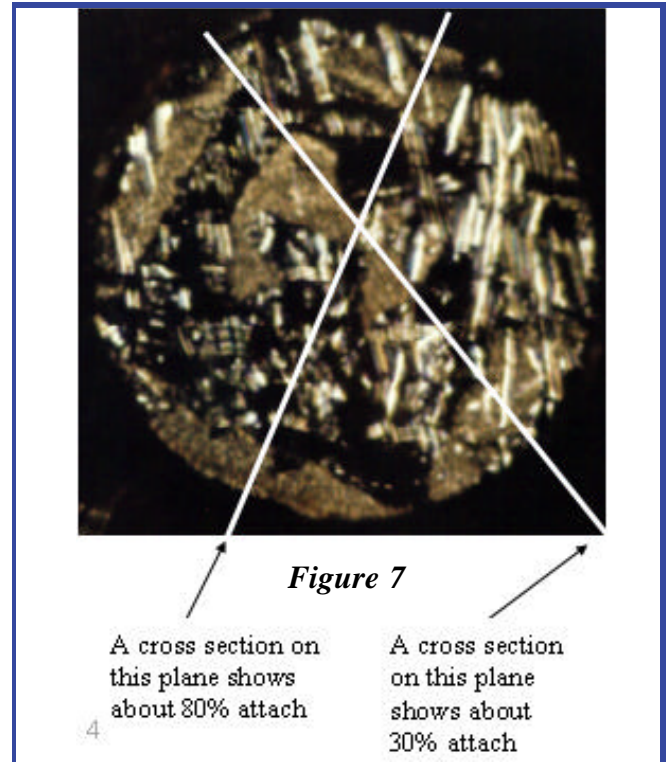 Figure 7
A cross section on
this plane shows
about 80% attach
A cross section
on this plane
shows about
30% attach
4